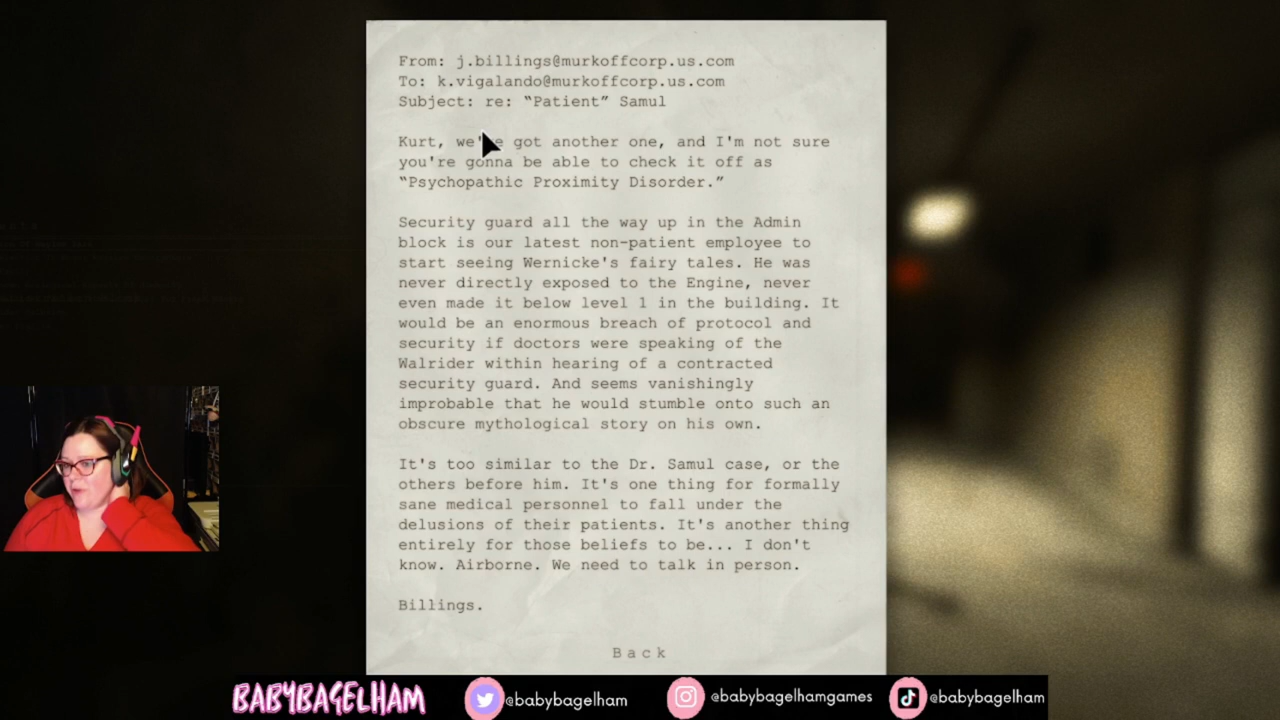 From: j.billings@murkoffcorp.us.com
To: k.vigalando@murkoffcorp.us.com
Subject: re: “Patient” Samul
Kurt, we've got another one, and I'm not sure
you're gonna be able to check it off as
“Psychopathic Proximity Disorder.”
Security guard all the way up in the Admin
block is our latest non-patient employee to
start seeing Wernicke's fairy tales. He was
never directly exposed to the Engine, never
even made it below level 1 in the building. It
would be an enormous breach of protocol and
security if doctors were speaking of the
Walrider within hearing of a contracted
security guard. And seems vanishingly
improbable that he would stumble onto such an
obscure mythological story on his own.
It's too similar to the Dr. Samul case, or the
others before him. It's one thing for formally
sane medical personnel to fall under the
delusions of their patients. It's another thing
entirely for those beliefs to be... I don't
know. Airborne. We need to talk in person.
Billings.
Back
BABYBAGELHAM @babybagelham @babybagelhamgames @babybagelham